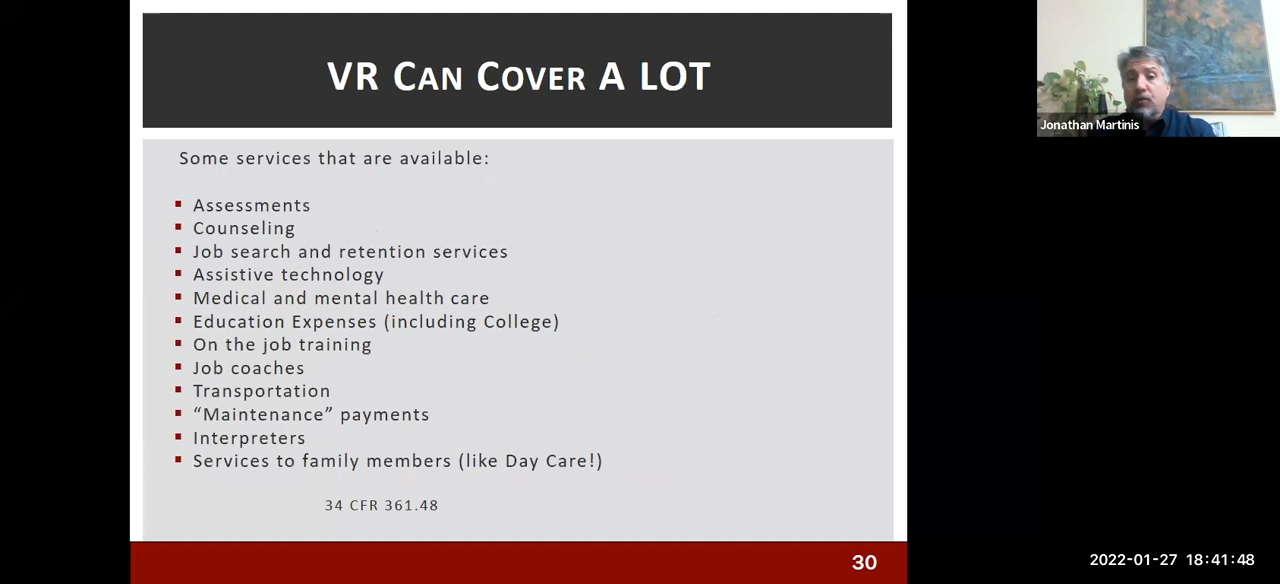 VR CAN COVER A LOT
Some services that are available:
▪ Assessments
▪ Counseling
▪ Job search and retention services
▪ Assistive technology
▪ Medical and mental health care
▪ Education Expenses (including College)
▪ On the job training
▪ Job coaches
▪ Transportation
▪ “Maintenance” payments
▪ Interpreters
▪ Services to family members (like Day Care!)
34 CFR 361.48
30
Jonathan Martinis
2022-01-27 18:41:48